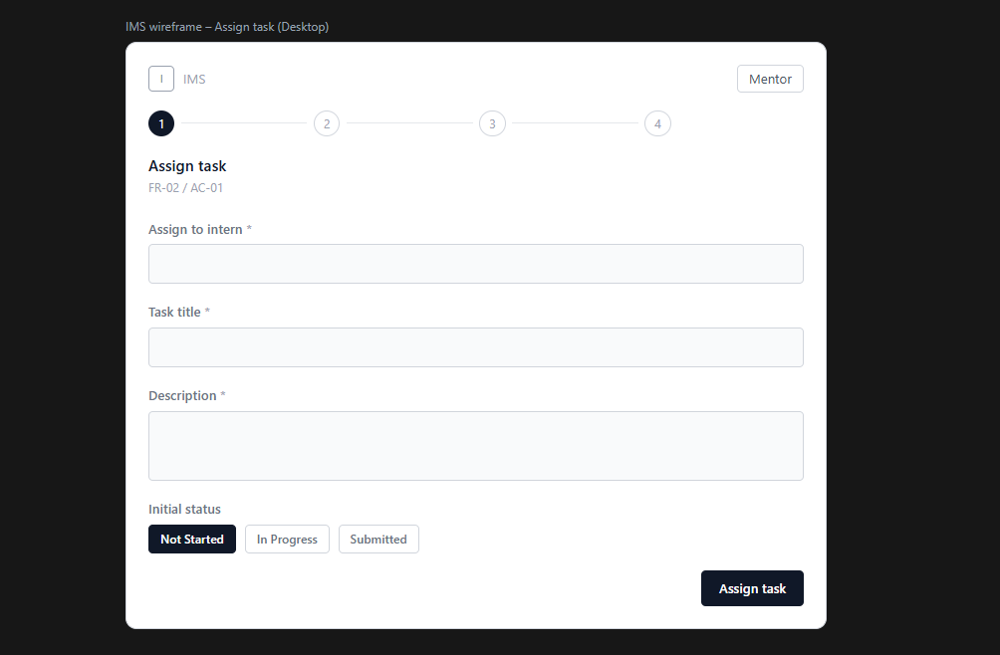 IMS wireframe – Assign task (Desktop)
I IMS Mentor
1 2 3 4
Assign task
FR-02 / AC-01
Assign to intern *
Task title *
Description *
Initial status
Not Started In Progress Submitted
Assign task